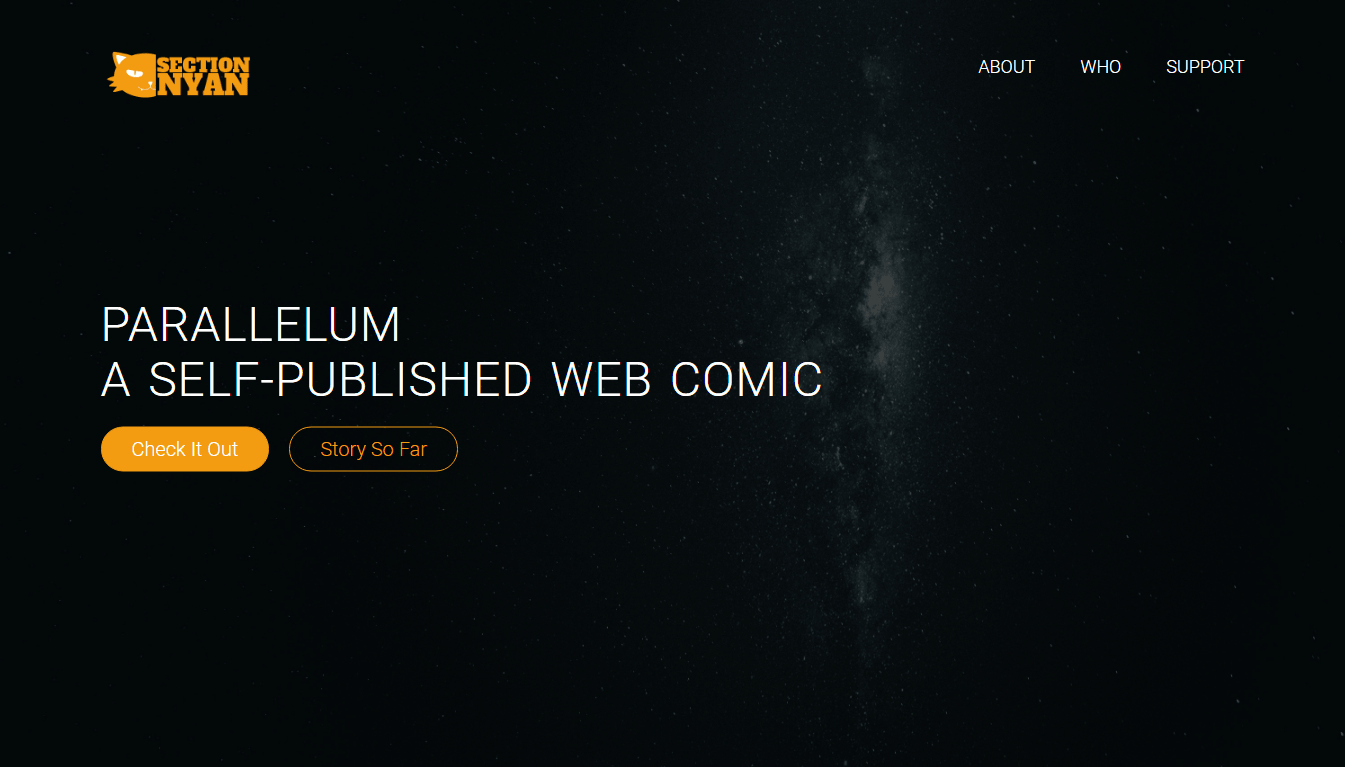 SECTION
NYAN
ABOUT WHO SUPPORT
PARALLELUM
A SELF-PUBLISHED WEB COMIC
Check It Out Story So Far